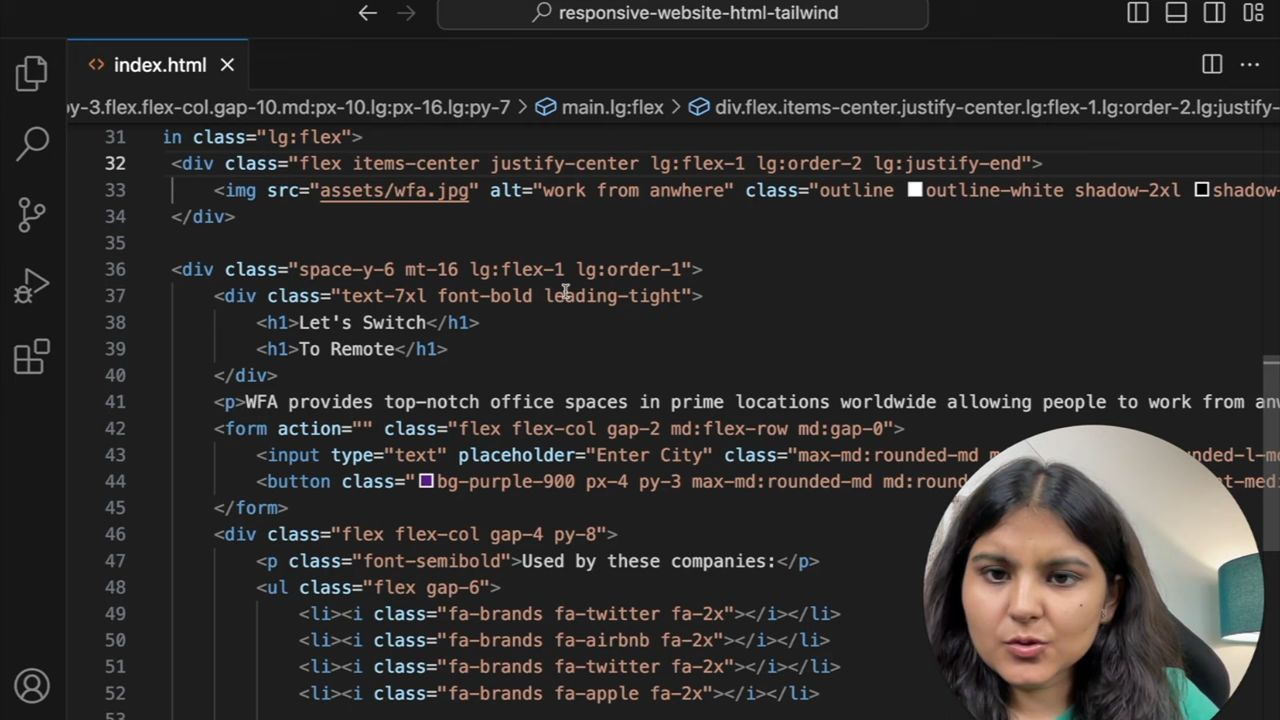 responsive-website-html-tailwind
index.html
py-3.flex.flex-col.gap-10.md:px-10.lg:px-16.lg:py-7 > main.lg:flex > div.flex.items-center.justify-center.lg:flex-1.lg:order-2.lg:justify-
31 in class="lg:flex">
32 <div class="flex items-center justify-center lg:flex-1 lg:order-2 lg:justify-end">
33 <img src="assets/wfa.jpg" alt="work from anwhere" class="outline outline-white shadow-2xl shadow-
34 </div>
35
36 <div class="space-y-6 mt-16 lg:flex-1 lg:order-1">
37 <div class="text-7xl font-bold leading-tight">
38 <h1>Let's Switch</h1>
39 <h1>To Remote</h1>
40 </div>
41 <p>WFA provides top-notch office spaces in prime locations worldwide allowing people to work from anw
42 <form action="" class="flex flex-col gap-2 md:flex-row md:gap-0">
43 <input type="text" placeholder="Enter City" class="max-md:rounded-md
44 <button class="bg-purple-900 px-4 py-3 max-md:rounded-md
45 </form>
46 <div class="flex flex-col gap-4 py-8">
47 <p class="font-semibold">Used by these companies:</p>
48 <ul class="flex gap-6">
49 <li><i class="fa-brands fa-twitter fa-2x"></i></li>
50 <li><i class="fa-brands fa-airbnb fa-2x"></i></li>
51 <li><i class="fa-brands fa-twitter fa-2x"></i></li>
52 <li><i class="fa-brands fa-apple fa-2x"></i></li>